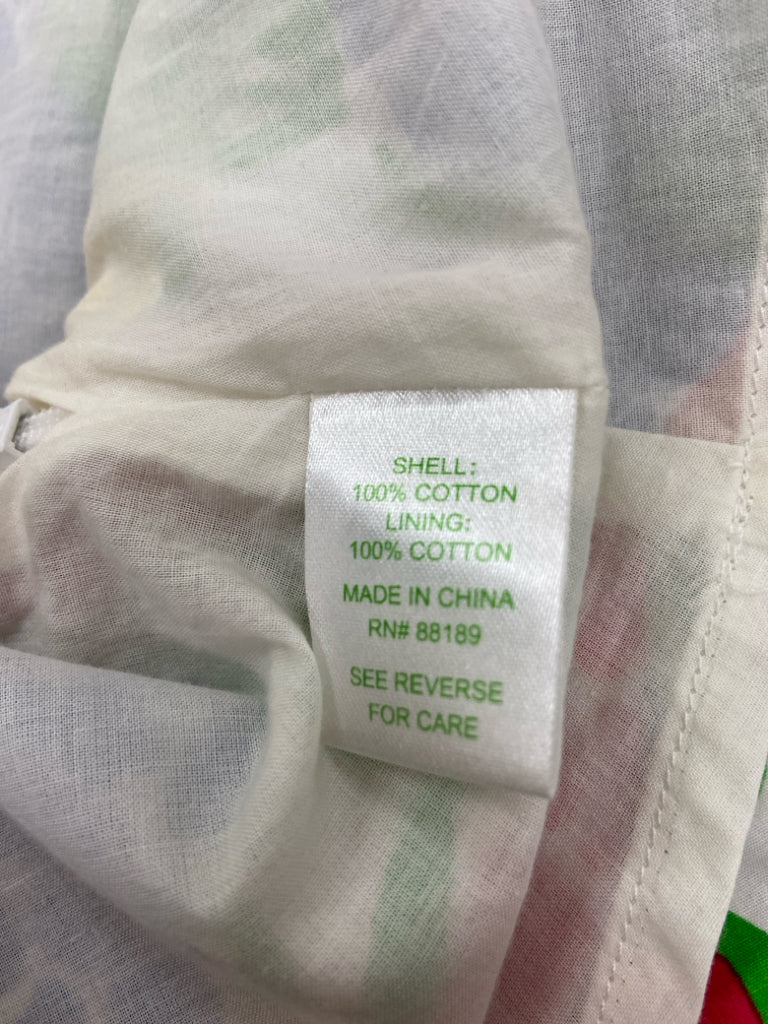 SHELL:
100% COTTON
LINING:
100% COTTON
MADE IN CHINA
RN# 88189
SEE REVERSE
FOR CARE